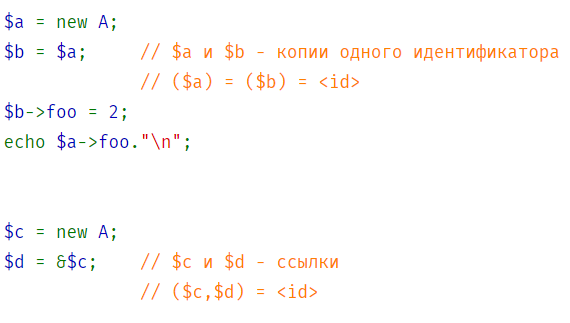 $a = new A;
$b = $a;     // $a и $b - копии одного идентификатора
             // ($a) = ($b) = <id>
$b->foo = 2;
echo $a->foo."\n";
$c = new A;
$d = &$c;    // $c и $d - ссылки
             // ($c,$d) = <id>